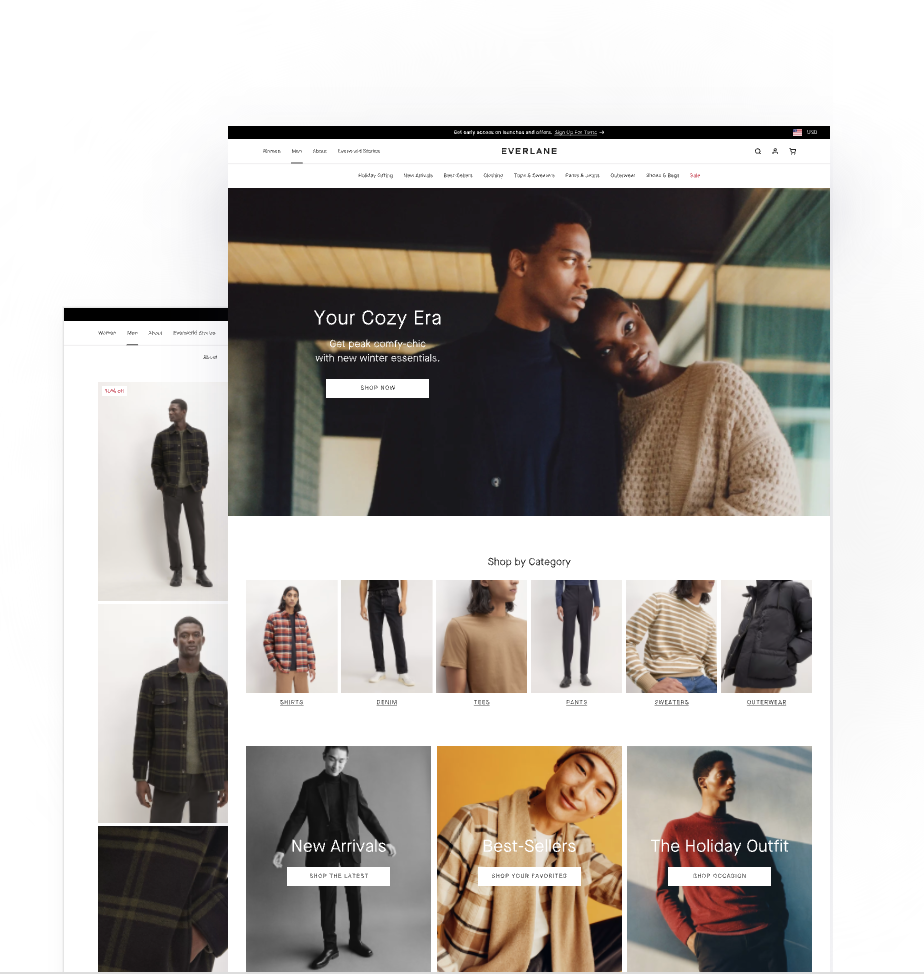 Get early access on launches and offers. Sign Up For Texts →
USD
Women Men About Everworld Stories
EVERLANE
Holiday Gifting New Arrivals Best-Sellers Clothing Tops & Sweaters Pants & Jeans Outerwear Shoes & Bags Sale
Your Cozy Era
Get peak comfy-chic
with new winter essentials.
SHOP NOW
Women Men About Everworld Stories
About
Shop by Category
SHIRTS DENIM TEES PANTS SWEATERS OUTERWEAR
New Arrivals
SHOP THE LATEST
Best-Sellers
SHOP YOUR FAVORITES
The Holiday Outfit
SHOP OCCASION